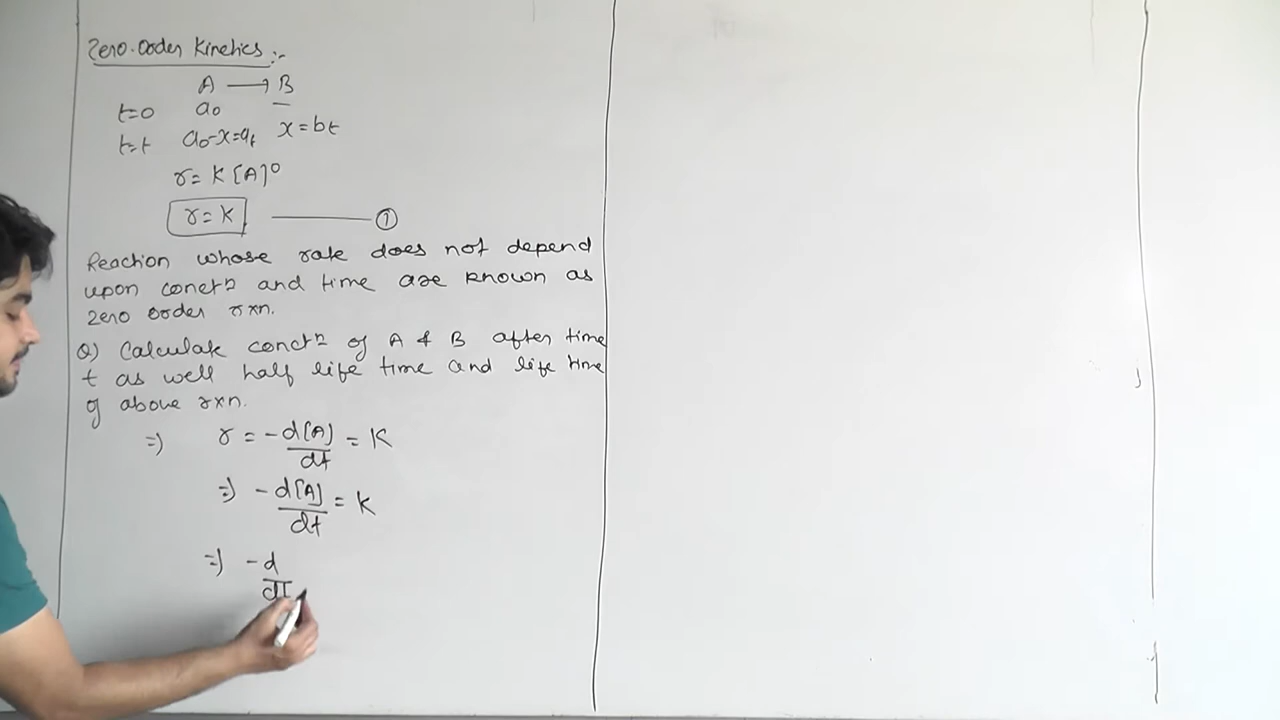 Zero-Order Kinetics :-
A ⟶ B
t=0 a₀ —
t=t a₀-x=aₜ x=bₜ
r= K[A]⁰
r=K ——— ①
Reaction whose rate does not depend
upon conctⁿ and time are known as
zero order rxn.
Q) Calculate conctⁿ of A & B after time
t as well half life time and life time
of above rxn.
=) r = -d[A]/dt = K
=) -d[A]/dt = K
=) -d/dt